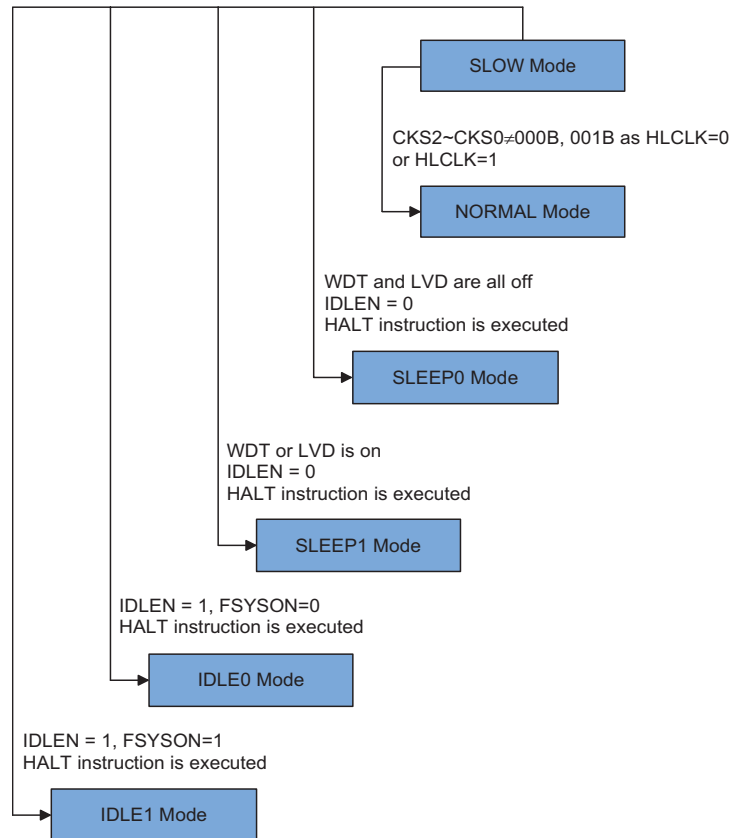 SLOW Mode
CKS2~CKS0≠000B, 001B as HLCLK=0
or HLCLK=1
NORMAL Mode
WDT and LVD are all off
IDLEN = 0
HALT instruction is executed
SLEEP0 Mode
WDT or LVD is on
IDLEN = 0
HALT instruction is executed
SLEEP1 Mode
IDLEN = 1, FSYSON=0
HALT instruction is executed
IDLE0 Mode
IDLEN = 1, FSYSON=1
HALT instruction is executed
IDLE1 Mode